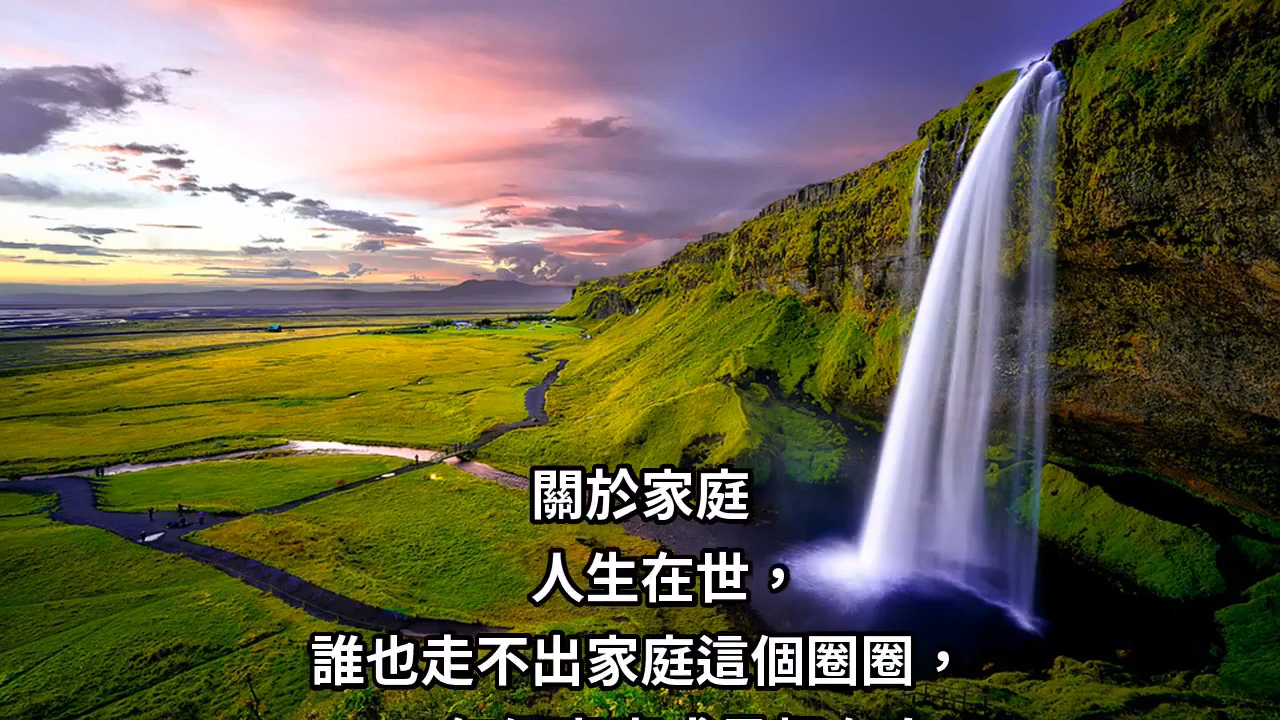 關於家庭
人生在世，
誰也走不出家庭這個圈圈，